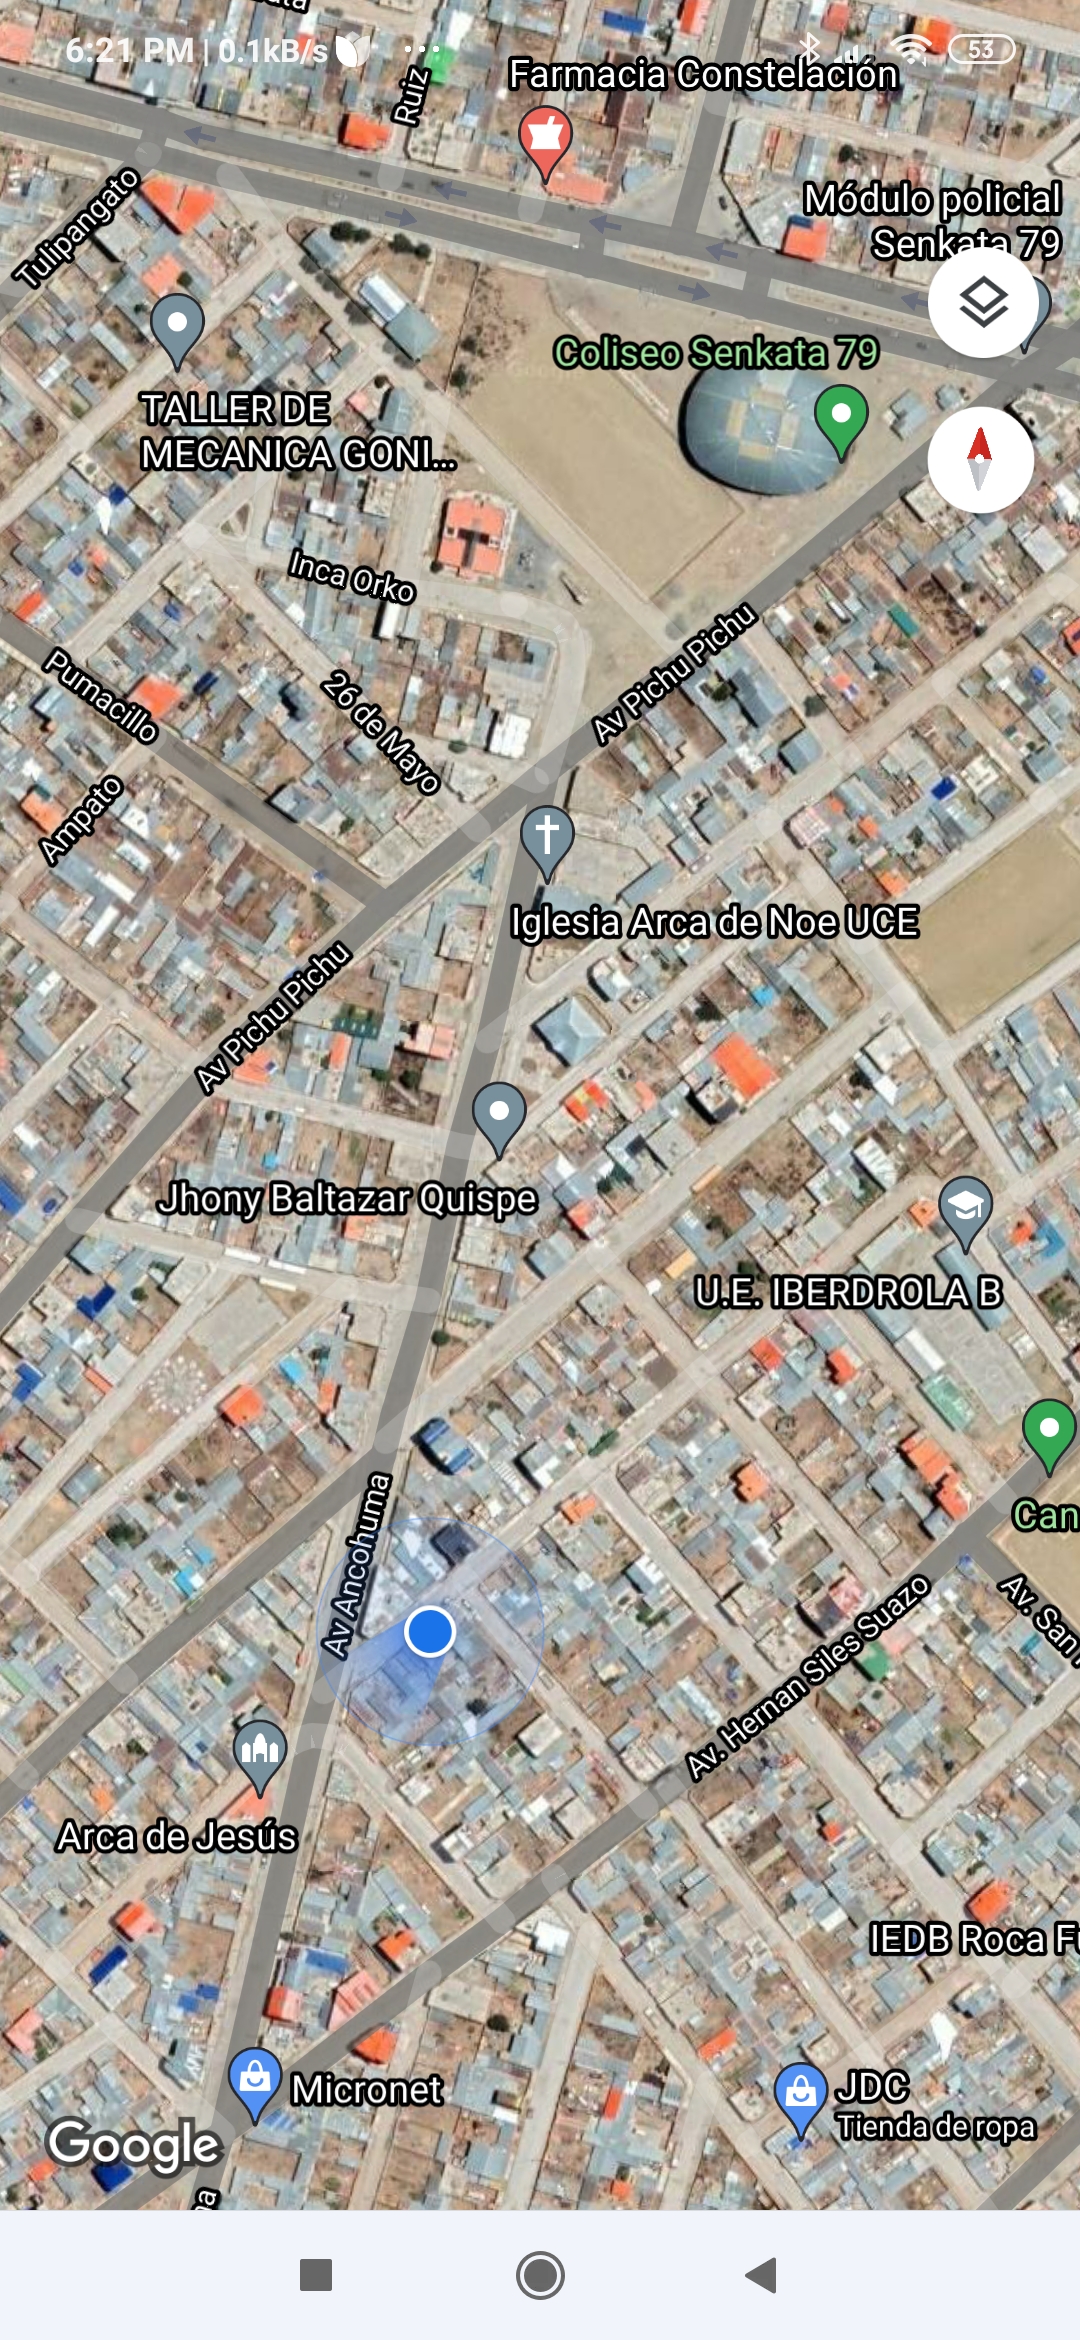 6:21 PM | 0.1kB/s
53
Ruiz
Farmacia Constelación
Módulo policial
Senkata 79
Tulipangato
Coliseo Senkata 79
TALLER DE
MECANICA GONI...
Inca Orko
Av Pichu Pichu
Pumacillo
26 de Mayo
Ampato
Iglesia Arca de Noe UCE
Av Pichu Pichu
Jhony Baltazar Quispe
U.E. IBERDROLA B
Can
Av Ancohuma
Av. Hernan Siles Suazo
Av. San
Arca de Jesús
IEDB Roca Fu
Micronet
JDC
Tienda de ropa
Google